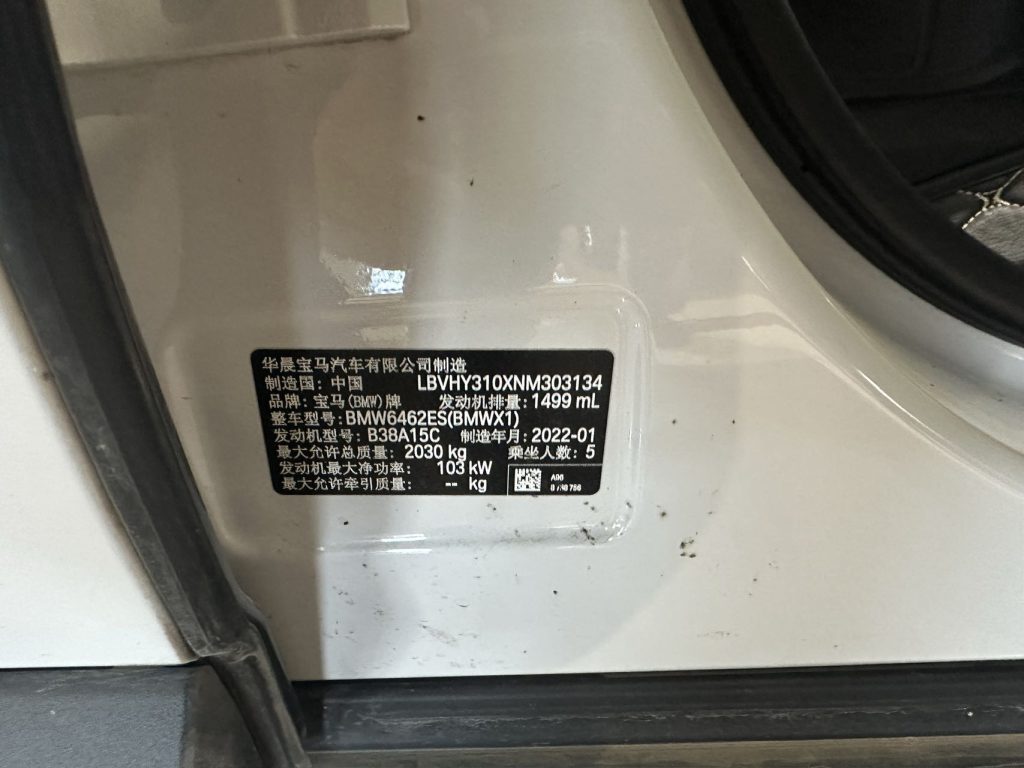 华晨宝马汽车有限公司制造
制造国：中国 LBVHY310XNM303134
品牌：宝马(BMW)牌 发动机排量：1499 mL
整车型号：BMW6462ES(BMWX1)
发动机型号：B38A15C 制造年月：2022-01
最大允许总质量：2030 kg 乘坐人数：5
发动机最大净功率：103 kW
最大允许牵引质量：-- kg
A96